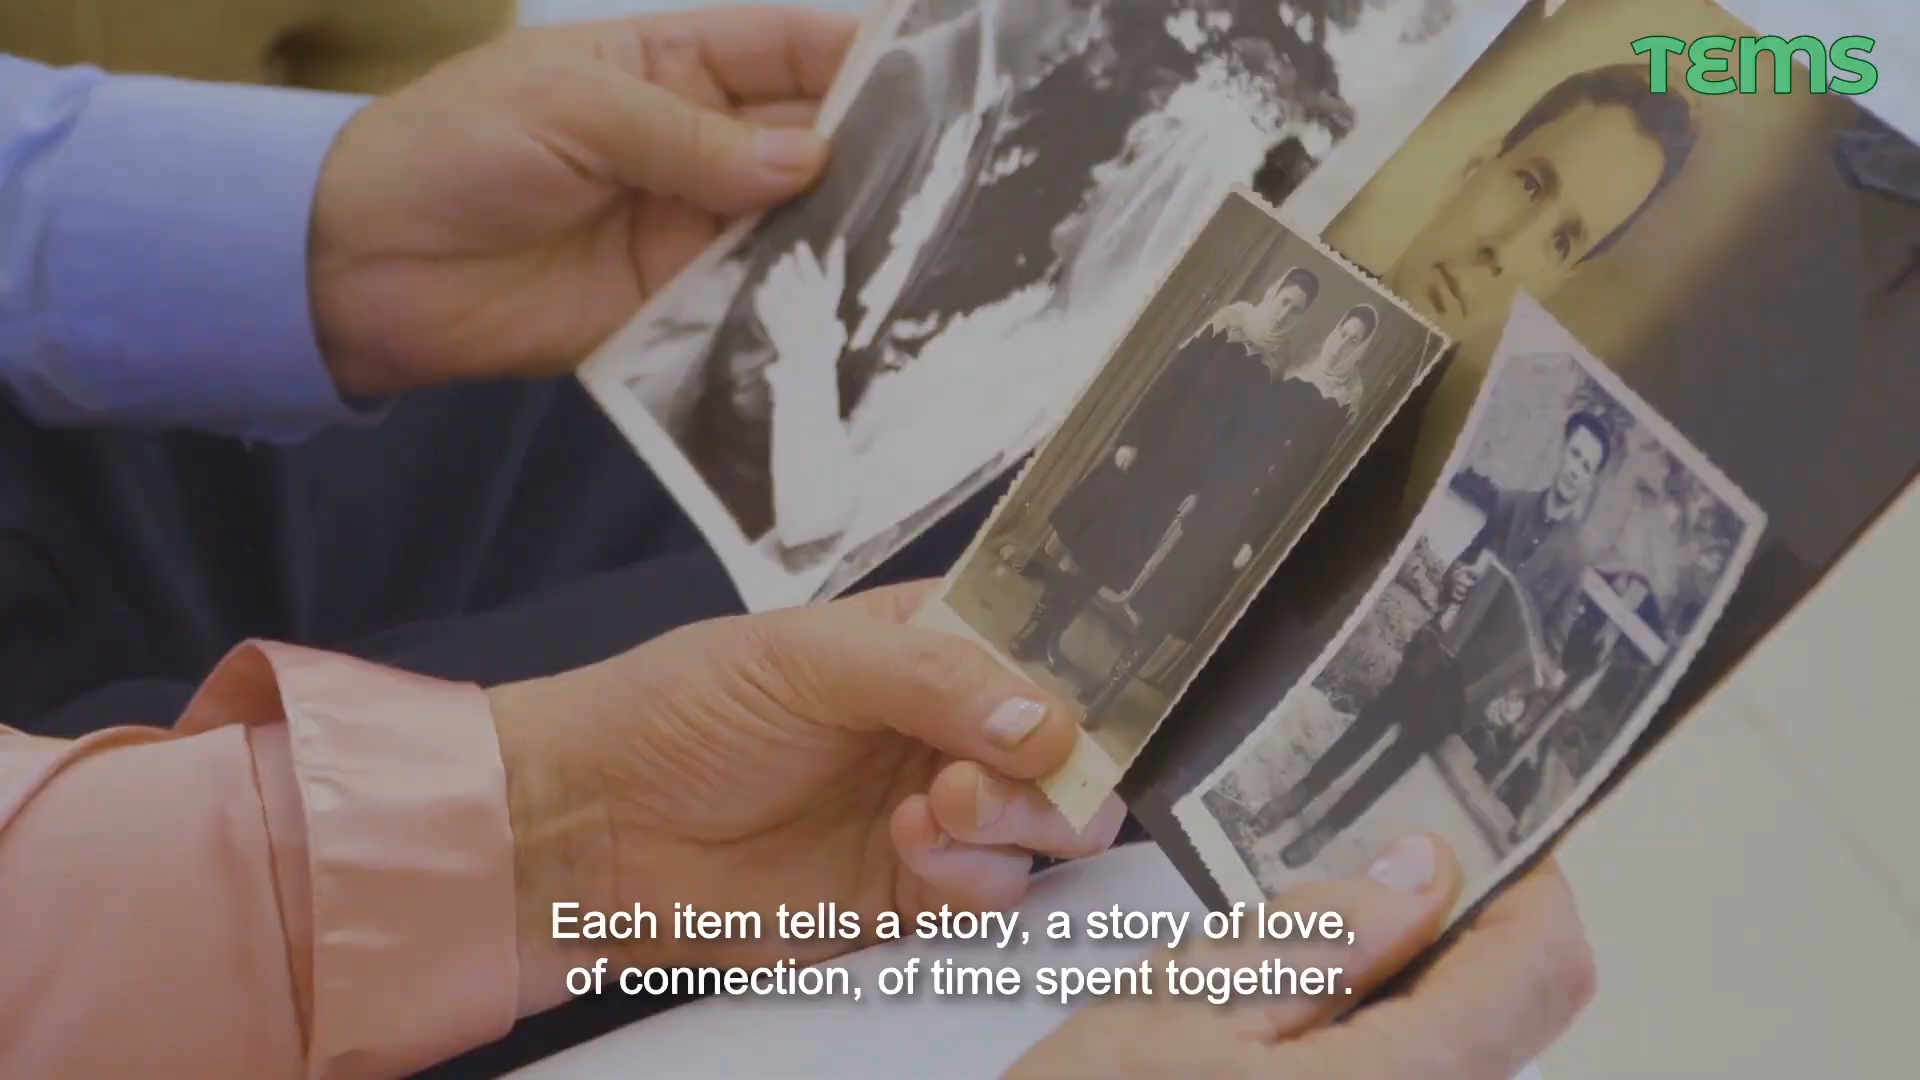 TEMS
Each item tells a story, a story of love,
of connection, of time spent together.